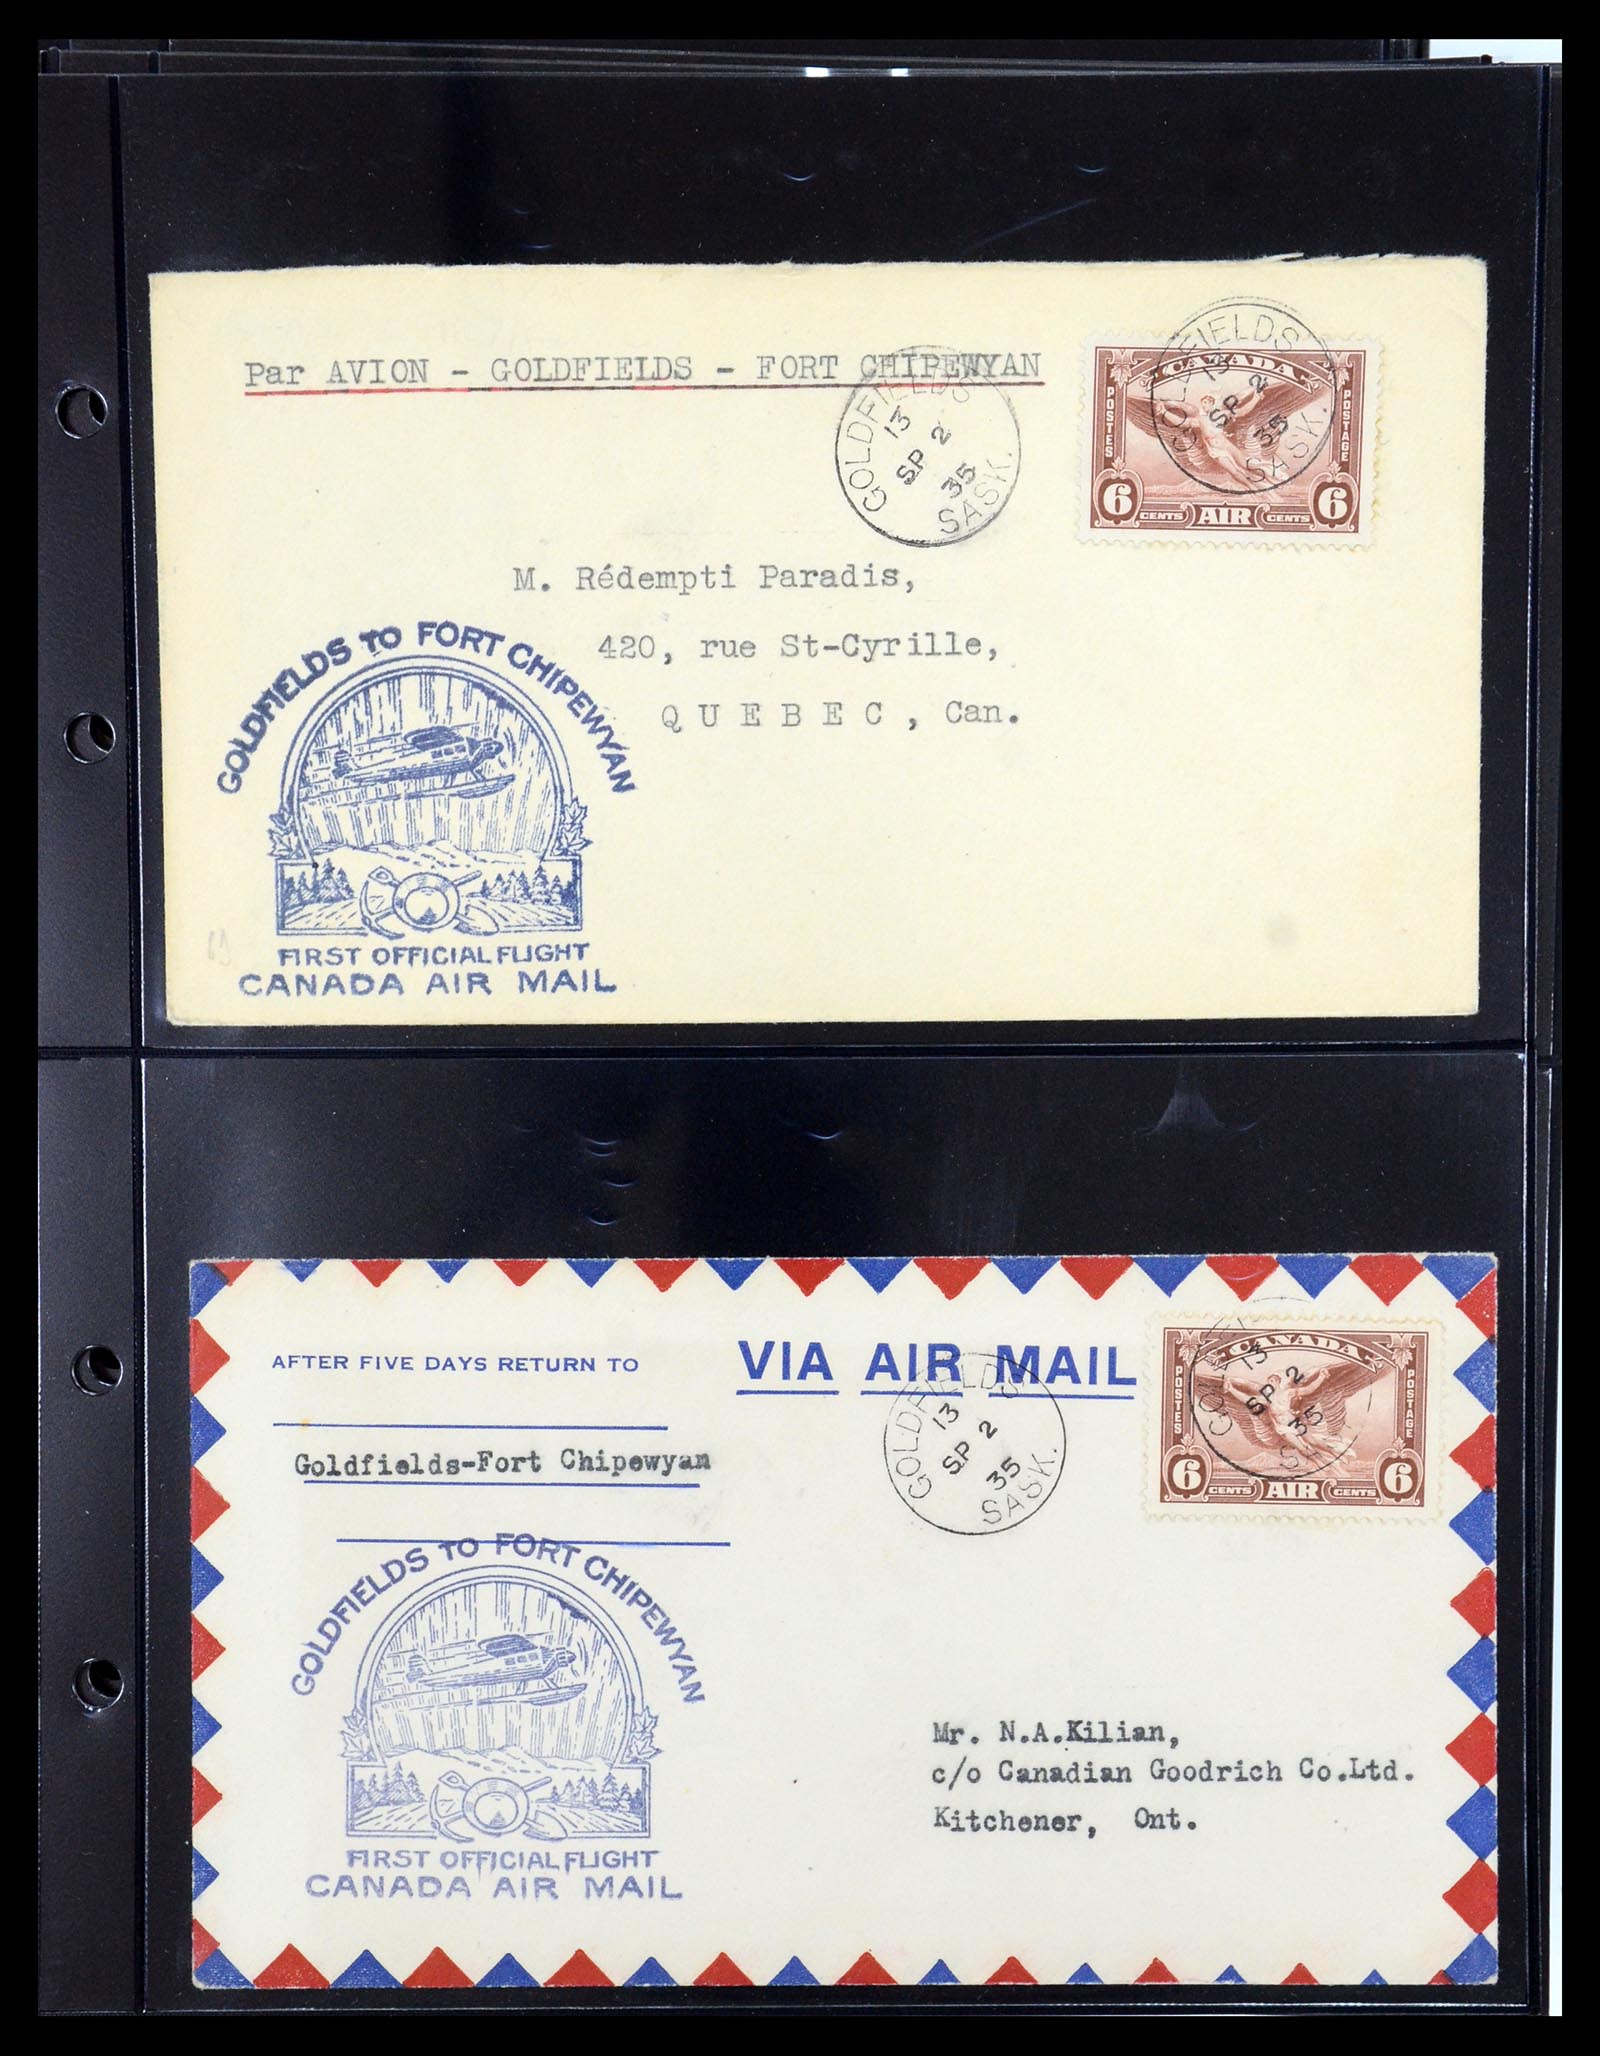 Par AVION - GOLDFIELDS - FORT CHIPEWYAN
GOLDFIELDS
13
SP 2
35
SASK.
GOLDFIELDS
13
SP 2
35
SASK.
CANADA
POSTES
POSTAGE
6 CENTS AIR CENTS 6
M. Rédempti Paradis,
420, rue St-Cyrille,
QUEBEC, Can.
GOLDFIELDS TO FORT CHIPEWYAN
FIRST OFFICIAL FLIGHT
CANADA AIR MAIL
AFTER FIVE DAYS RETURN TO
VIA AIR MAIL
GOLDFIELDS
13
SP 2
35
SASK.
GOLDFIELDS
13
SP 2
35
SASK.
CANADA
POSTES
POSTAGE
6 CENTS AIR CENTS 6
Goldfields-Fort Chipewyan
GOLDFIELDS TO FORT CHIPEWYAN
FIRST OFFICIAL FLIGHT
CANADA AIR MAIL
Mr. N.A.Kilian,
c/o Canadian Goodrich Co.Ltd.
Kitchener, Ont.